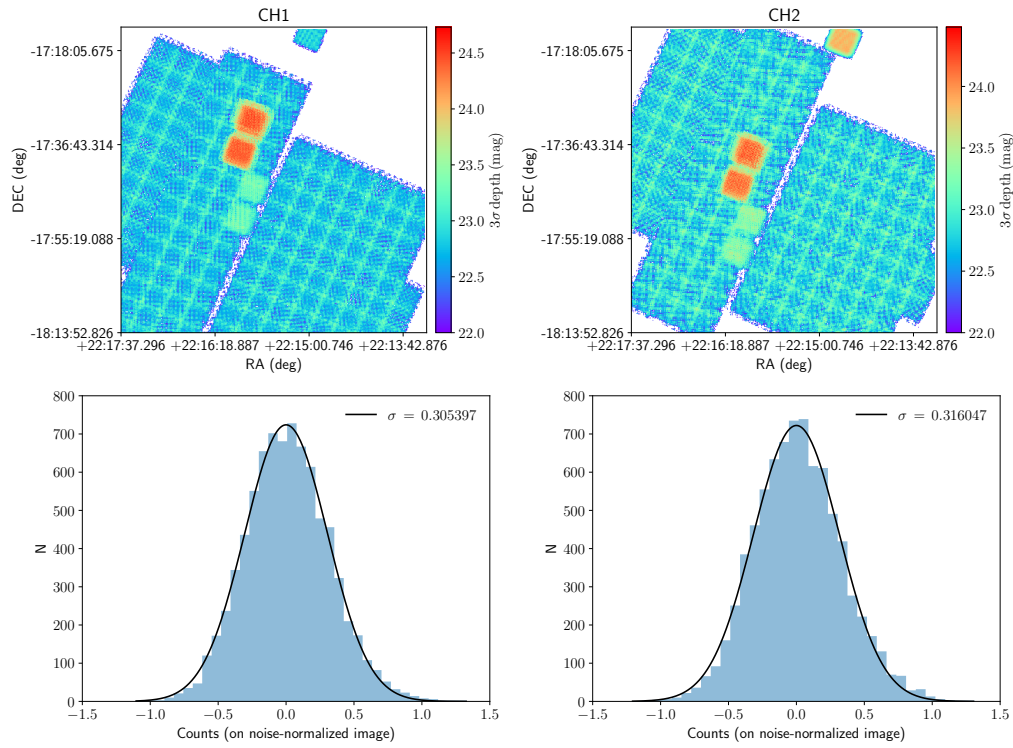 CH1
CH2
-17:18:05.675
-17:36:43.314
-17:55:19.088
-18:13:52.826
DEC (deg)
+22:17:37.296 +22:16:18.887 +22:15:00.746 +22:13:42.876
RA (deg)
24.5
24.0
23.5
23.0
22.5
22.0
3σ depth (mag)
-17:18:05.675
-17:36:43.314
-17:55:19.088
-18:13:52.826
DEC (deg)
+22:17:37.296 +22:16:18.887 +22:15:00.746 +22:13:42.876
RA (deg)
24.0
23.5
23.0
22.5
22.0
3σ depth (mag)
800
700
600
500
400
300
200
100
0
N
σ = 0.305397
−1.5 −1.0 −0.5 0.0 0.5 1.0 1.5
Counts (on noise-normalized image)
800
700
600
500
400
300
200
100
0
N
σ = 0.316047
−1.5 −1.0 −0.5 0.0 0.5 1.0 1.5
Counts (on noise-normalized image)